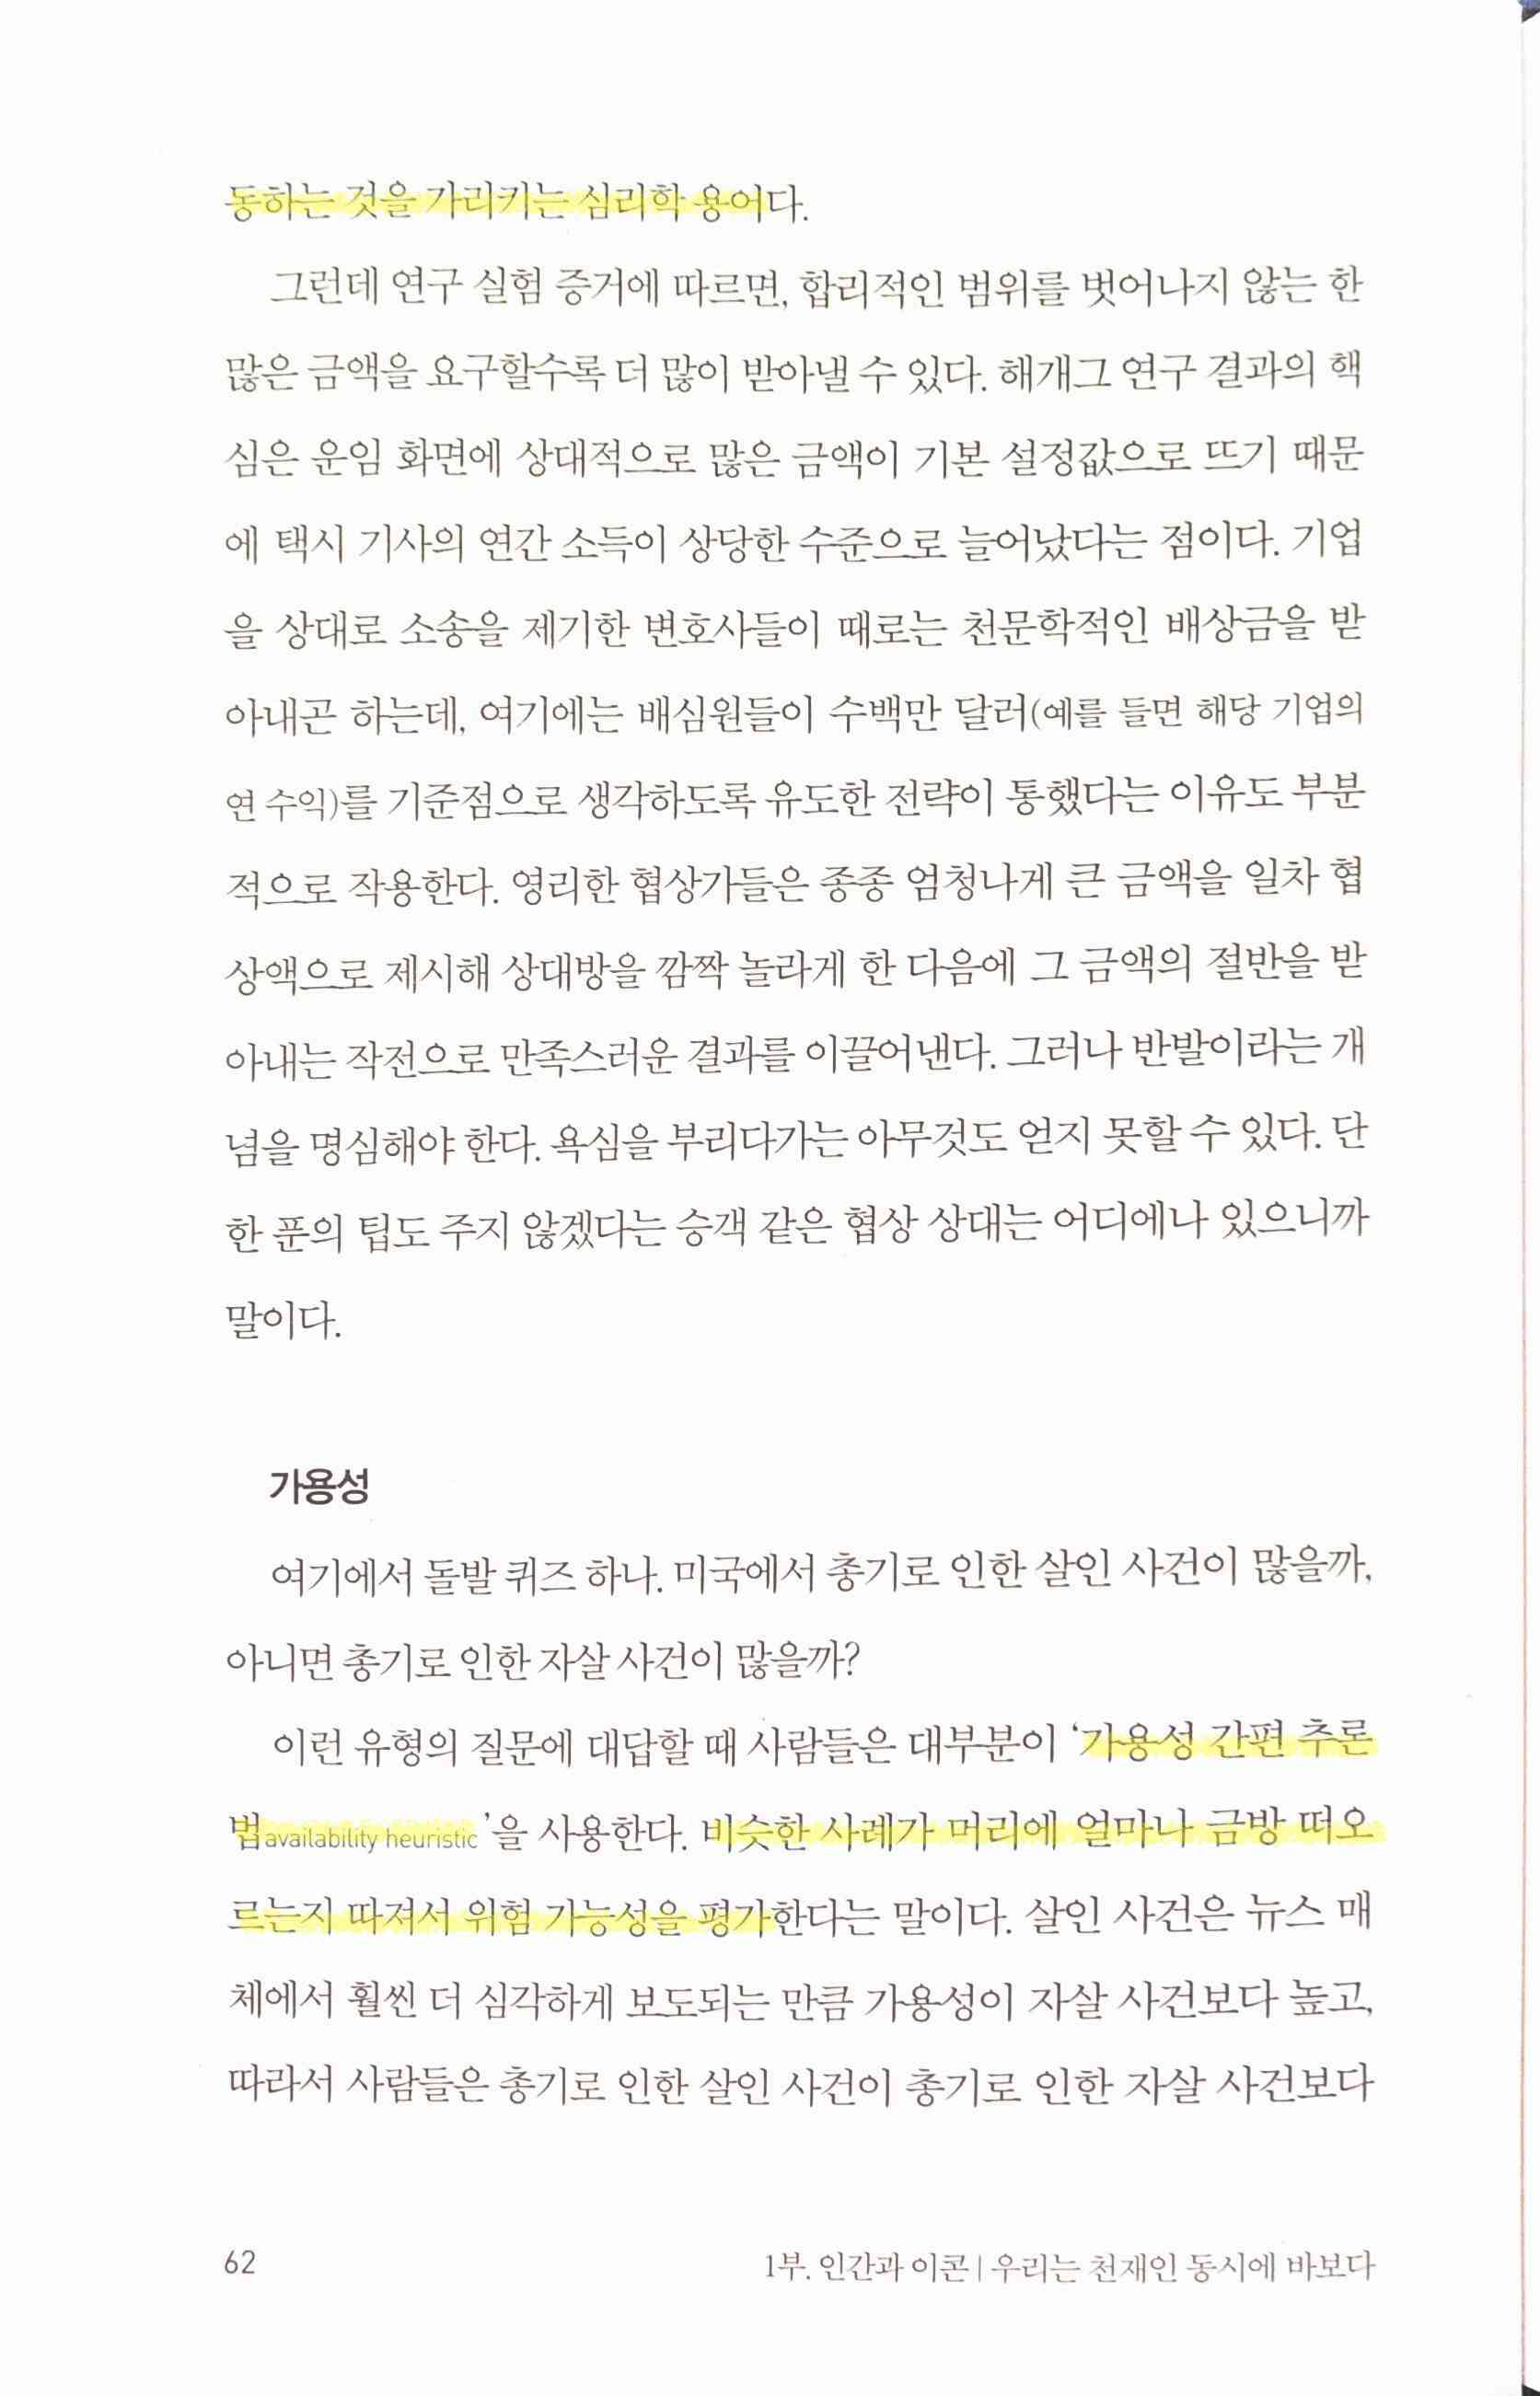 동하는 것을 가리키는 심리학 용어다.
그런데 연구 실험 증거에 따르면, 합리적인 범위를 벗어나지 않는 한
많은 금액을 요구할수록 더 많이 받아낼 수 있다. 해개그 연구 결과의 핵
심은 운임 화면에 상대적으로 많은 금액이 기본 설정값으로 뜨기 때문
에 택시 기사의 연간 소득이 상당한 수준으로 늘어났다는 점이다. 기업
을 상대로 소송을 제기한 변호사들이 때로는 천문학적인 배상금을 받
아내곤 하는데, 여기에는 배심원들이 수백만 달러(예를 들면 해당 기업의
연 수익)를 기준점으로 생각하도록 유도한 전략이 통했다는 이유도 부분
적으로 작용한다. 영리한 협상가들은 종종 엄청나게 큰 금액을 일차 협
상액으로 제시해 상대방을 깜짝 놀라게 한 다음에 그 금액의 절반을 받
아내는 작전으로 만족스러운 결과를 이끌어낸다. 그러나 반발이라는 개
념을 명심해야 한다. 욕심을 부리다가는 아무것도 얻지 못할 수 있다. 단
한 푼의 팁도 주지 않겠다는 승객 같은 협상 상대는 어디에나 있으니까
말이다.
가용성
여기에서 돌발 퀴즈 하나. 미국에서 총기로 인한 살인 사건이 많을까,
아니면 총기로 인한 자살 사건이 많을까?
이런 유형의 질문에 대답할 때 사람들은 대부분이 ‘가용성 간편 추론
법availability heuristic’을 사용한다. 비슷한 사례가 머리에 얼마나 금방 떠오
르는지 따져서 위험 가능성을 평가한다는 말이다. 살인 사건은 뉴스 매
체에서 훨씬 더 심각하게 보도되는 만큼 가용성이 자살 사건보다 높고,
따라서 사람들은 총기로 인한 살인 사건이 총기로 인한 자살 사건보다
62
1부. 인간과 이콘 | 우리는 천재인 동시에 바보다